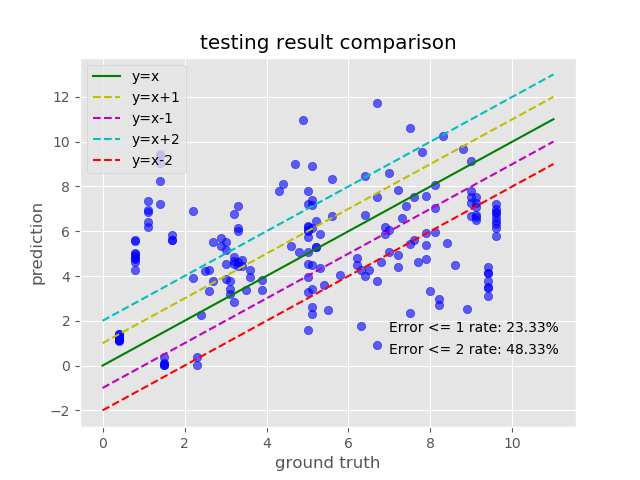 testing result comparison
y=x
y=x+1
y=x-1
y=x+2
y=x-2
12
10
8
6
4
2
0
−2
prediction
Error <= 1 rate: 23.33%
Error <= 2 rate: 48.33%
0 2 4 6 8 10
ground truth